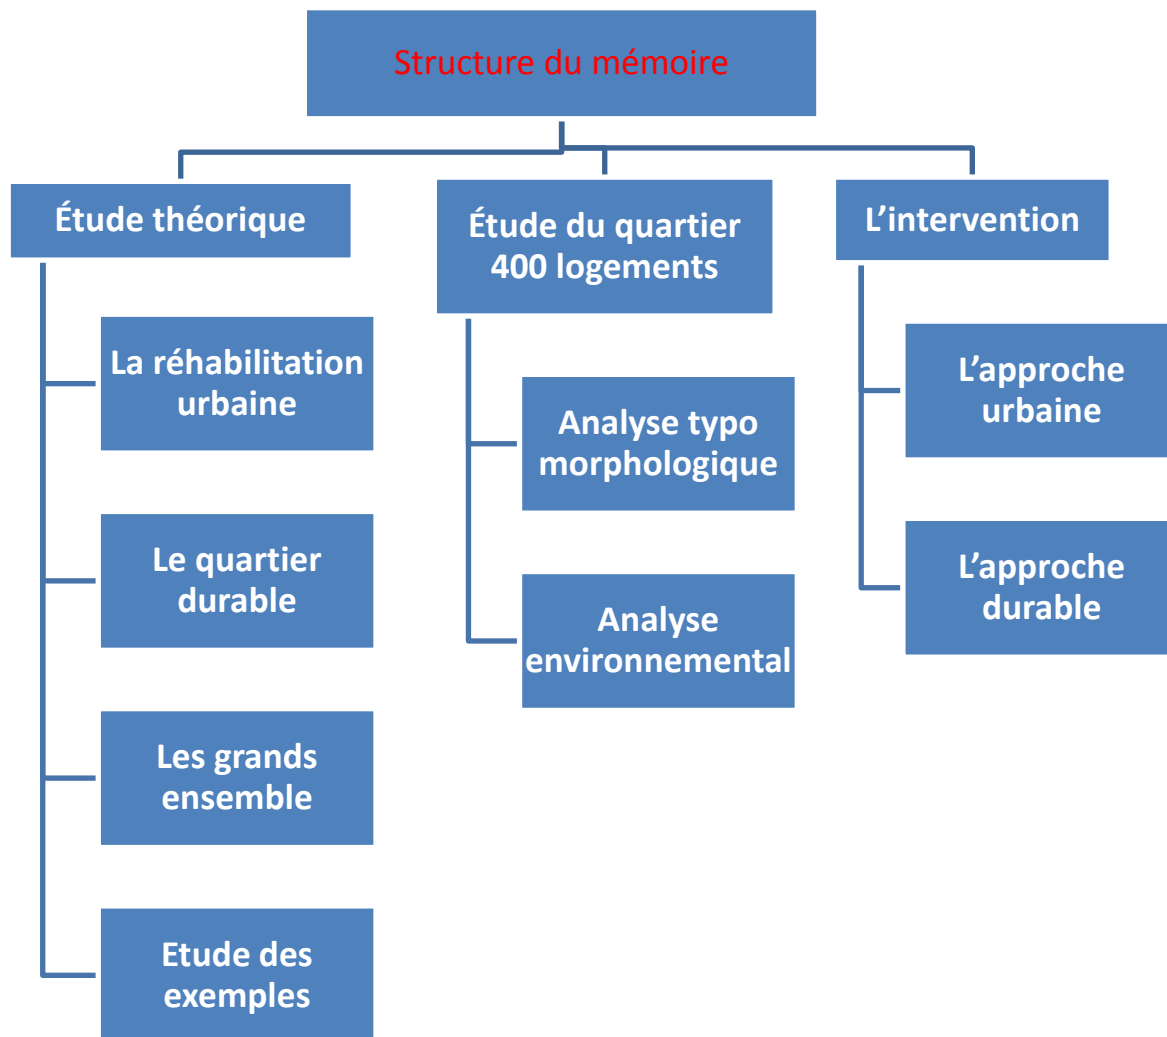 Structure du mémoire
Étude théorique
La réhabilitation
urbaine
Le quartier
durable
Les grands
ensemble
Etude des
exemples
Étude du quartier
400 logements
Analyse typo
morphologique
Analyse
environnemental
L’intervention
L’approche
urbaine
L’approche
durable